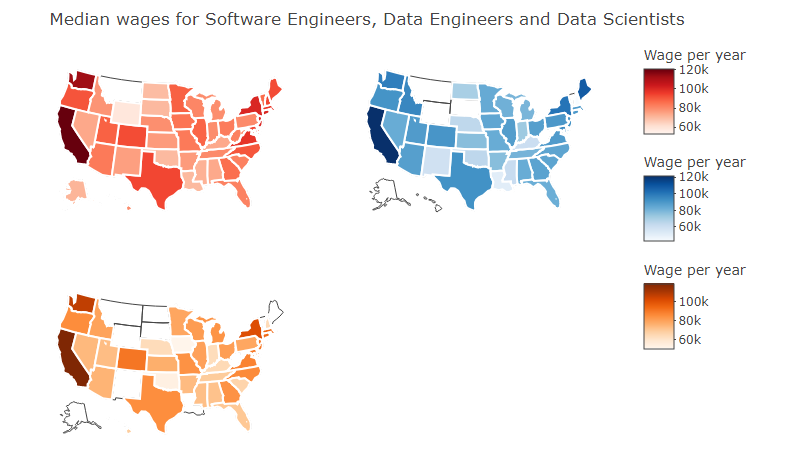 Median wages for Software Engineers, Data Engineers and Data Scientists
Wage per year
120k
100k
80k
60k
Wage per year
120k
100k
80k
60k
Wage per year
100k
80k
60k